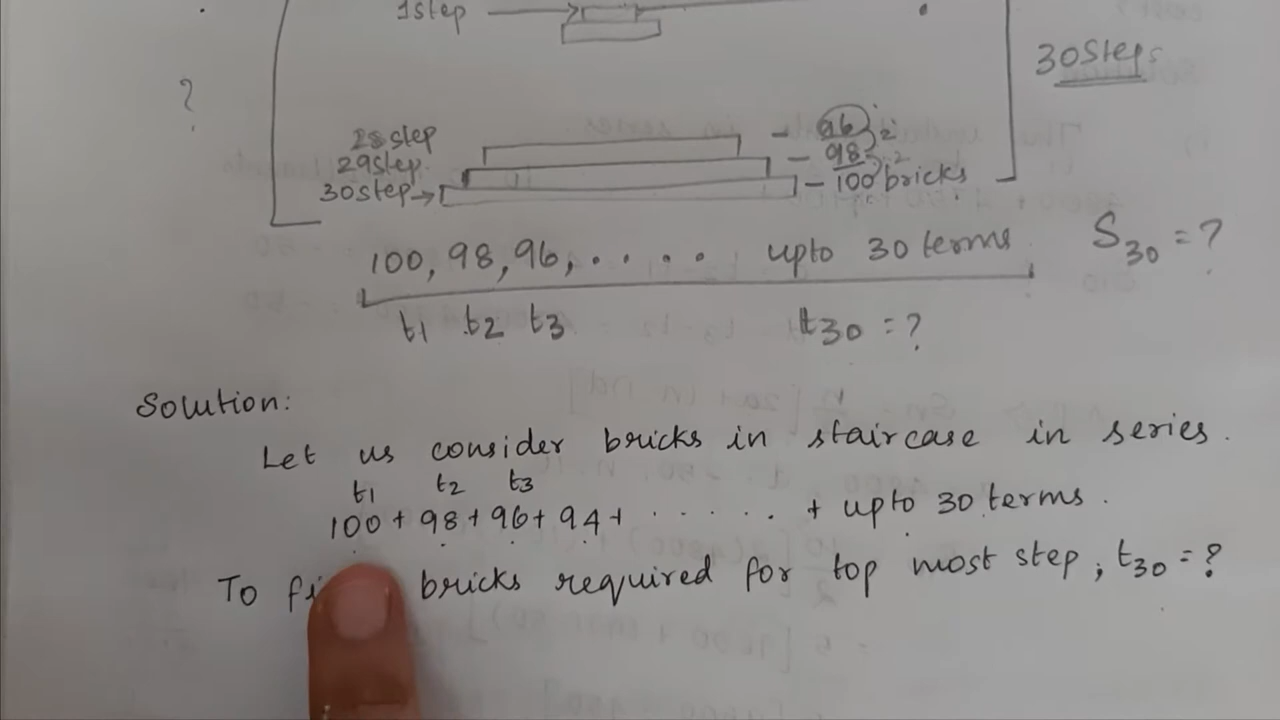 1step
30steps
?
28step - 96 2
29step - 98 2
30step → - 100 bricks
100, 98, 96, . . . . upto 30 terms S30 = ?
t1 t2 t3 t30 = ?
Solution:
Let us consider bricks in staircase in series.
t1 t2 t3
100 + 98 + 96 + 94 + . . . . . . + upto 30 terms.
To bricks required for top most step, t30 = ?